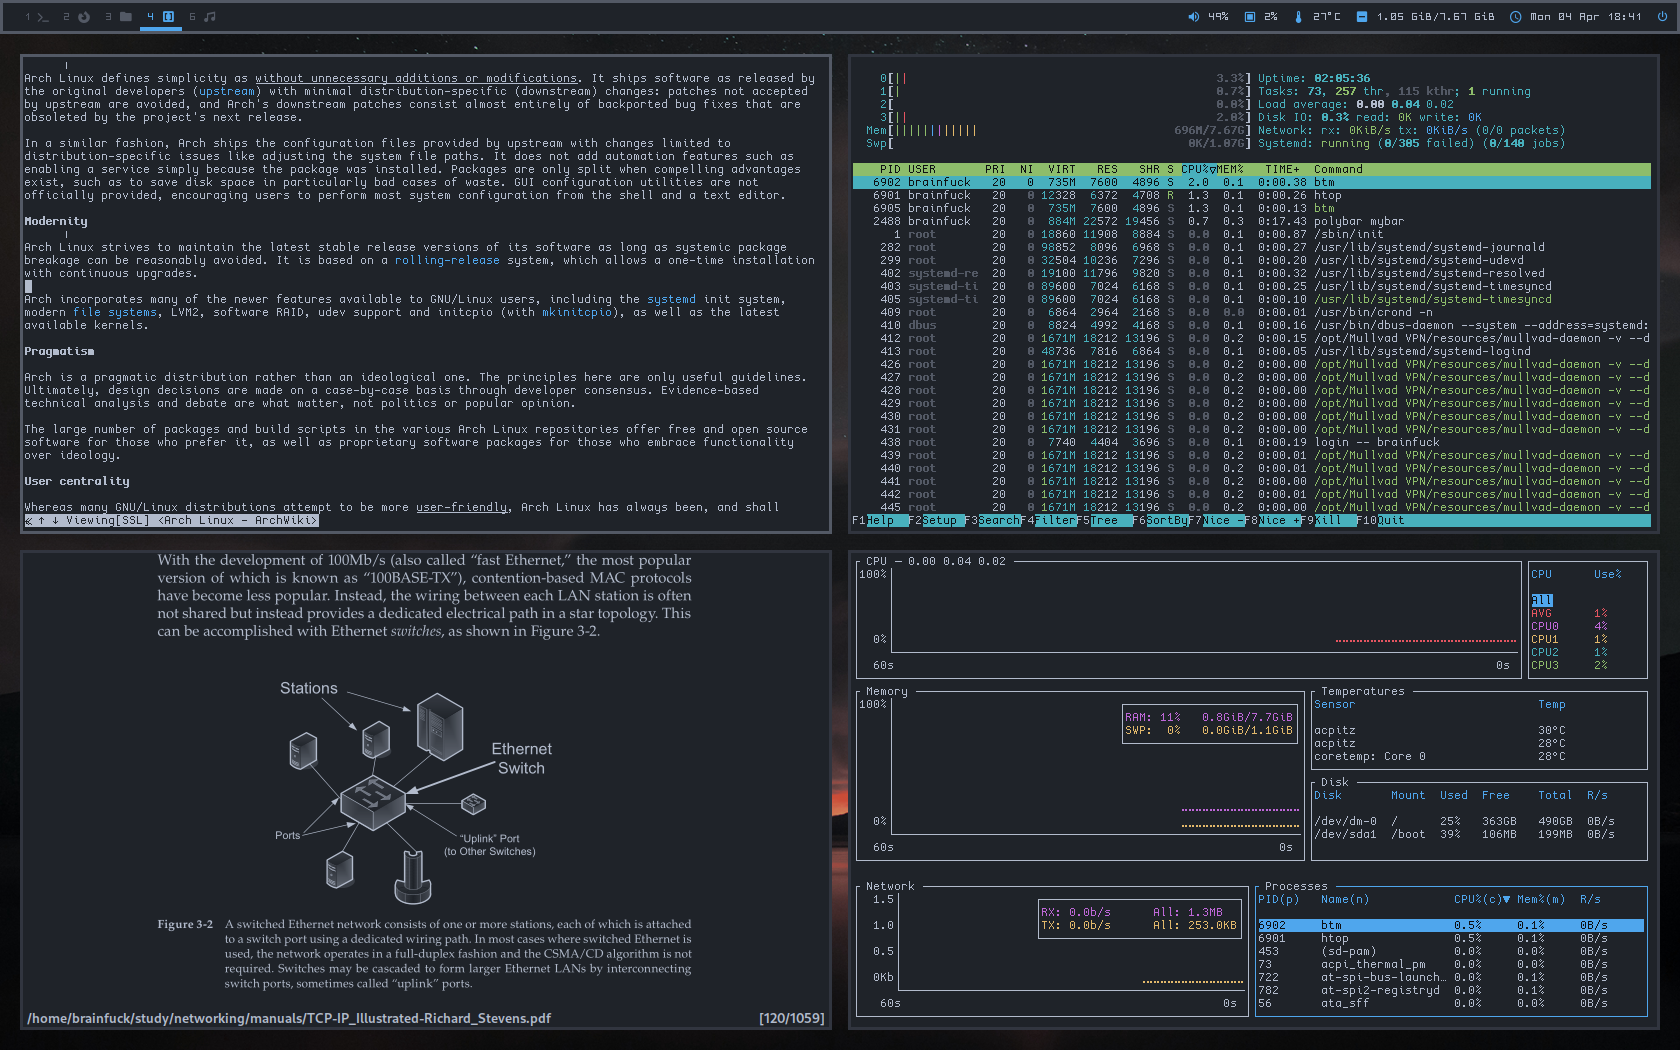 1 2 3 4 6
49% 2% 27°C 1.05 GiB/7.67 GiB Mon 04 Apr 18:41
Arch Linux defines simplicity as without unnecessary additions or modifications. It ships software as released by
the original developers (upstream) with minimal distribution-specific (downstream) changes: patches not accepted
by upstream are avoided, and Arch's downstream patches consist almost entirely of backported bug fixes that are
obsoleted by the project's next release.
In a similar fashion, Arch ships the configuration files provided by upstream with changes limited to
distribution-specific issues like adjusting the system file paths. It does not add automation features such as
enabling a service simply because the package was installed. Packages are only split when compelling advantages
exist, such as to save disk space in particularly bad cases of waste. GUI configuration utilities are not
officially provided, encouraging users to perform most system configuration from the shell and a text editor.
Modernity
Arch Linux strives to maintain the latest stable release versions of its software as long as systemic package
breakage can be reasonably avoided. It is based on a rolling-release system, which allows a one-time installation
with continuous upgrades.
Arch incorporates many of the newer features available to GNU/Linux users, including the systemd init system,
modern file systems, LVM2, software RAID, udev support and initcpio (with mkinitcpio), as well as the latest
available kernels.
Pragmatism
Arch is a pragmatic distribution rather than an ideological one. The principles here are only useful guidelines.
Ultimately, design decisions are made on a case-by-case basis through developer consensus. Evidence-based
technical analysis and debate are what matter, not politics or popular opinion.
The large number of packages and build scripts in the various Arch Linux repositories offer free and open source
software for those who prefer it, as well as proprietary software packages for those who embrace functionality
over ideology.
User centrality
Whereas many GNU/Linux distributions attempt to be more user-friendly, Arch Linux has always been, and shall
≪ ↑ ↓ Viewing[SSL] <Arch Linux - ArchWiki>
0[|| 3.3%] Uptime: 02:05:36
1[| 0.7%] Tasks: 73, 257 thr, 115 kthr; 1 running
2[ 0.0%] Load average: 0.00 0.04 0.02
3[|| 2.0%] Disk IO: 0.3% read: 0K write: 0K
Mem[|||||||||||| 696M/7.67G] Network: rx: 0KiB/s tx: 0KiB/s (0/0 packets)
Swp[ 0K/1.07G] Systemd: running (0/305 failed) (0/140 jobs)
PID USER PRI NI VIRT RES SHR S CPU%▽MEM% TIME+ Command
6902 brainfuck 20 0 735M 7600 4896 S 2.0 0.1 0:00.38 btm
6901 brainfuck 20 0 12328 6372 4708 R 1.3 0.1 0:00.26 htop
6905 brainfuck 20 0 735M 7600 4896 S 1.3 0.1 0:00.13 btm
2488 brainfuck 20 0 884M 22572 19456 S 0.7 0.3 0:17.43 polybar mybar
1 root 20 0 18860 11908 8884 S 0.0 0.1 0:00.87 /sbin/init
282 root 20 0 98852 8096 6968 S 0.0 0.1 0:00.27 /usr/lib/systemd/systemd-journald
299 root 20 0 32504 10236 7296 S 0.0 0.1 0:00.20 /usr/lib/systemd/systemd-udevd
402 systemd-re 20 0 19100 11796 9820 S 0.0 0.1 0:00.32 /usr/lib/systemd/systemd-resolved
403 systemd-ti 20 0 89600 7024 6168 S 0.0 0.1 0:00.25 /usr/lib/systemd/systemd-timesyncd
405 systemd-ti 20 0 89600 7024 6168 S 0.0 0.1 0:00.10 /usr/lib/systemd/systemd-timesyncd
409 root 20 0 6864 2964 2168 S 0.0 0.0 0:00.01 /usr/bin/crond -n
410 dbus 20 0 8824 4992 4168 S 0.0 0.1 0:00.16 /usr/bin/dbus-daemon --system --address=systemd:
412 root 20 0 1671M 18212 13196 S 0.0 0.2 0:00.15 /opt/Mullvad VPN/resources/mullvad-daemon -v --d
413 root 20 0 48736 7816 6864 S 0.0 0.1 0:00.05 /usr/lib/systemd/systemd-logind
426 root 20 0 1671M 18212 13196 S 0.0 0.2 0:00.00 /opt/Mullvad VPN/resources/mullvad-daemon -v --d
427 root 20 0 1671M 18212 13196 S 0.0 0.2 0:00.00 /opt/Mullvad VPN/resources/mullvad-daemon -v --d
428 root 20 0 1671M 18212 13196 S 0.0 0.2 0:00.00 /opt/Mullvad VPN/resources/mullvad-daemon -v --d
429 root 20 0 1671M 18212 13196 S 0.0 0.2 0:00.00 /opt/Mullvad VPN/resources/mullvad-daemon -v --d
430 root 20 0 1671M 18212 13196 S 0.0 0.2 0:00.00 /opt/Mullvad VPN/resources/mullvad-daemon -v --d
431 root 20 0 1671M 18212 13196 S 0.0 0.2 0:00.00 /opt/Mullvad VPN/resources/mullvad-daemon -v --d
438 root 20 0 7740 4404 3696 S 0.0 0.1 0:00.19 login -- brainfuck
439 root 20 0 1671M 18212 13196 S 0.0 0.2 0:00.01 /opt/Mullvad VPN/resources/mullvad-daemon -v --d
440 root 20 0 1671M 18212 13196 S 0.0 0.2 0:00.01 /opt/Mullvad VPN/resources/mullvad-daemon -v --d
441 root 20 0 1671M 18212 13196 S 0.0 0.2 0:00.00 /opt/Mullvad VPN/resources/mullvad-daemon -v --d
442 root 20 0 1671M 18212 13196 S 0.0 0.2 0:00.01 /opt/Mullvad VPN/resources/mullvad-daemon -v --d
445 root 20 0 1671M 18212 13196 S 0.0 0.2 0:00.00 /opt/Mullvad VPN/resources/mullvad-daemon -v --d
F1Help F2Setup F3SearchF4FilterF5Tree F6SortByF7Nice -F8Nice +F9Kill F10Quit
With the development of 100Mb/s (also called “fast Ethernet,” the most popular
version of which is known as “100BASE-TX”), contention-based MAC protocols
have become less popular. Instead, the wiring between each LAN station is often
not shared but instead provides a dedicated electrical path in a star topology. This
can be accomplished with Ethernet switches, as shown in Figure 3-2.
Stations
Ethernet
Switch
Ports
“Uplink” Port
(to Other Switches)
Figure 3-2 A switched Ethernet network consists of one or more stations, each of which is attached
to a switch port using a dedicated wiring path. In most cases where switched Ethernet is
used, the network operates in a full-duplex fashion and the CSMA/CD algorithm is not
required. Switches may be cascaded to form larger Ethernet LANs by interconnecting
switch ports, sometimes called “uplink” ports.
/home/brainfuck/study/networking/manuals/TCP-IP_Illustrated-Richard_Stevens.pdf [120/1059]
CPU — 0.00 0.04 0.02
100%
0%
60s 0s
CPU Use%
All
AVG 1%
CPU0 4%
CPU1 1%
CPU2 1%
CPU3 2%
Memory
100%
RAM: 11% 0.8GiB/7.7GiB
SWP: 0% 0.0GiB/1.1GiB
0%
60s 0s
Temperatures
Sensor Temp
acpitz 30°C
acpitz 28°C
coretemp: Core 0 28°C
Disk
Disk Mount Used Free Total R/s
/dev/dm-0 / 25% 363GB 490GB 0B/s
/dev/sda1 /boot 39% 106MB 199MB 0B/s
Network
1.5
1.0
0.5
0Kb
RX: 0.0b/s All: 1.3MB
TX: 0.0b/s All: 253.0KB
60s 0s
Processes
PID(p) Name(n) CPU%(c)▼ Mem%(m) R/s
6902 btm 0.5% 0.1% 0B/s
6901 htop 0.5% 0.1% 0B/s
453 (sd-pam) 0.0% 0.0% 0B/s
73 acpi_thermal_pm 0.0% 0.0% 0B/s
722 at-spi-bus-launch… 0.0% 0.1% 0B/s
782 at-spi2-registryd 0.0% 0.1% 0B/s
56 ata_sff 0.0% 0.0% 0B/s